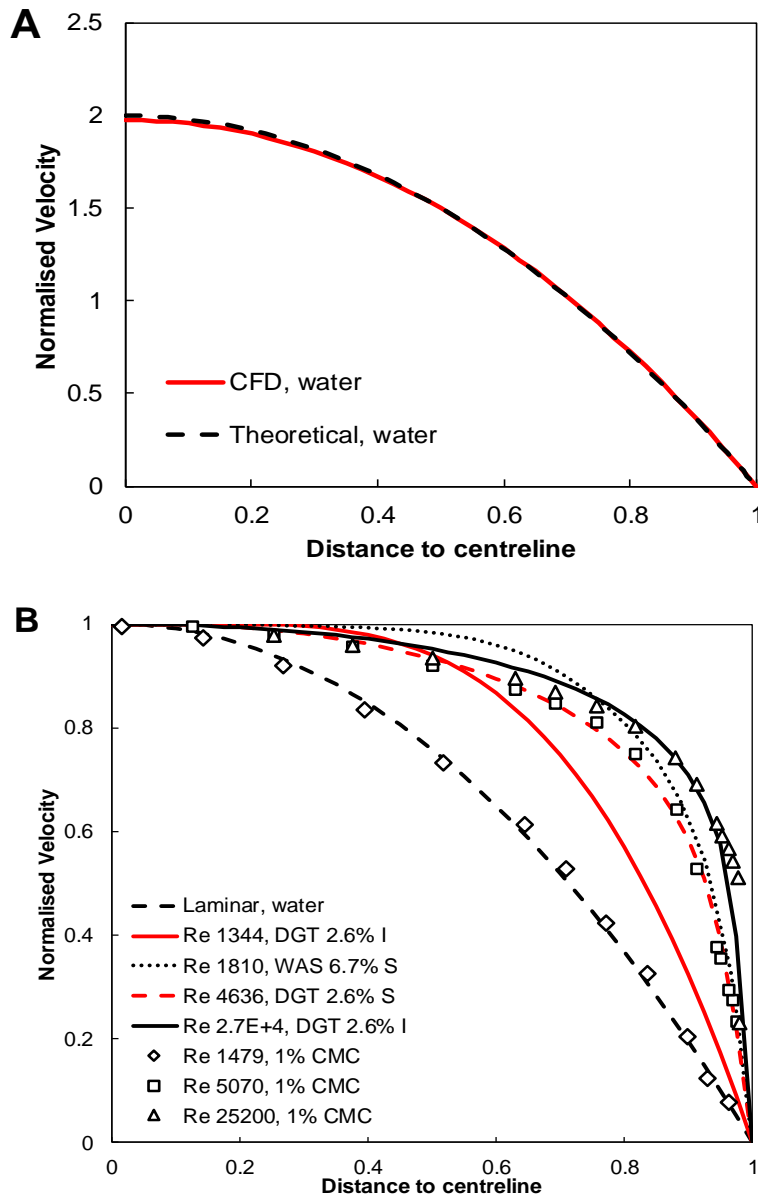 A
2.5
2
1.5
1
0.5
0
Normalised Velocity
CFD, water
Theoretical, water
0 0.2 0.4 0.6 0.8 1
Distance to centreline
B
1
0.8
0.6
0.4
0.2
0
Normalised Velocity
Laminar, water
Re 1344, DGT 2.6% I
Re 1810, WAS 6.7% S
Re 4636, DGT 2.6% S
Re 2.7E+4, DGT 2.6% I
Re 1479, 1% CMC
Re 5070, 1% CMC
Re 25200, 1% CMC
0 0.2 0.4 0.6 0.8 1
Distance to centreline